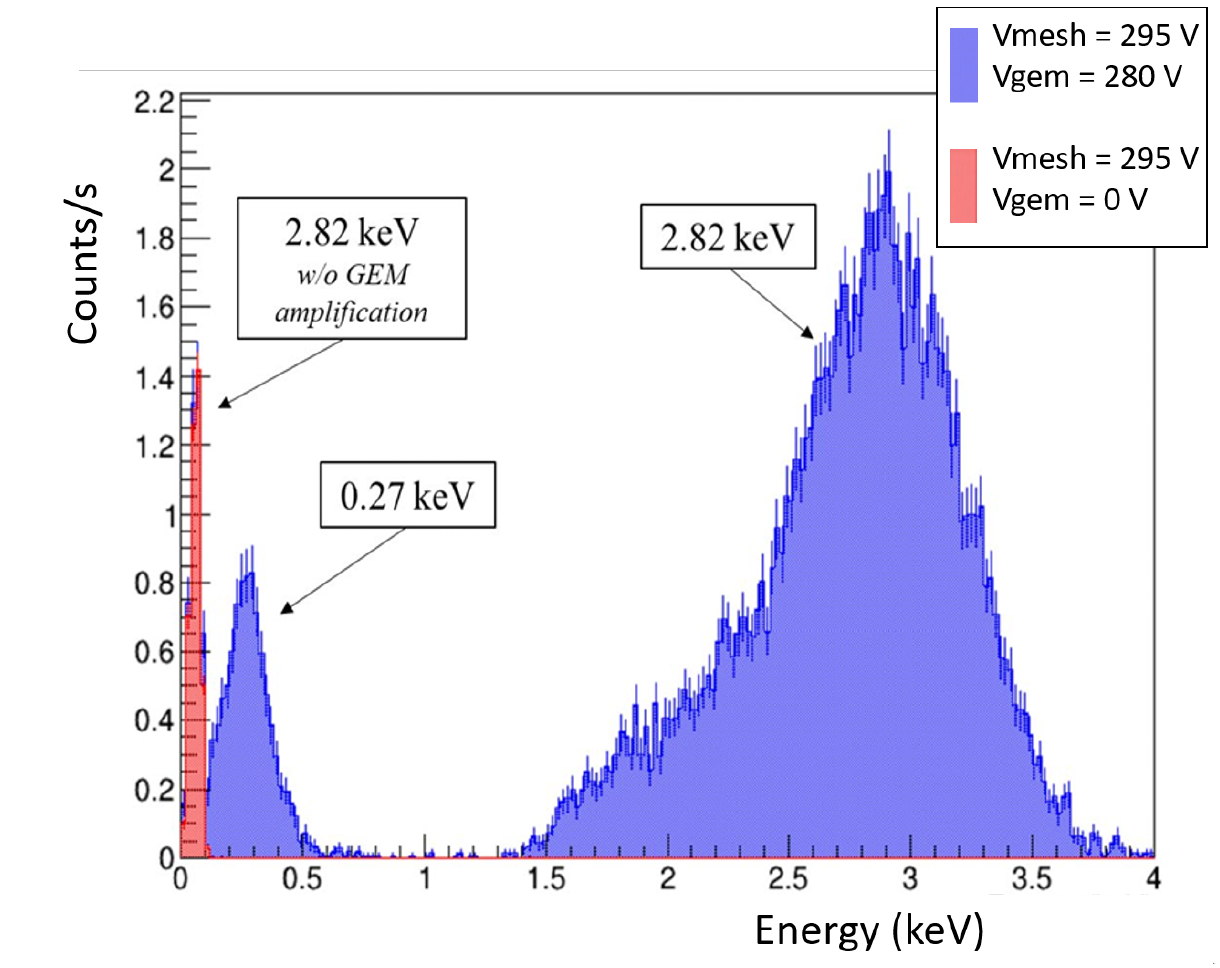 Vmesh = 295 V
Vgem = 280 V
Vmesh = 295 V
Vgem = 0 V
Counts/s
2.2
2
1.8
1.6
1.4
1.2
1
0.8
0.6
0.4
0.2
0
2.82 keV
w/o GEM
amplification
2.82 keV
0.27 keV
0 0.5 1 1.5 2 2.5 3 3.5 4
Energy (keV)